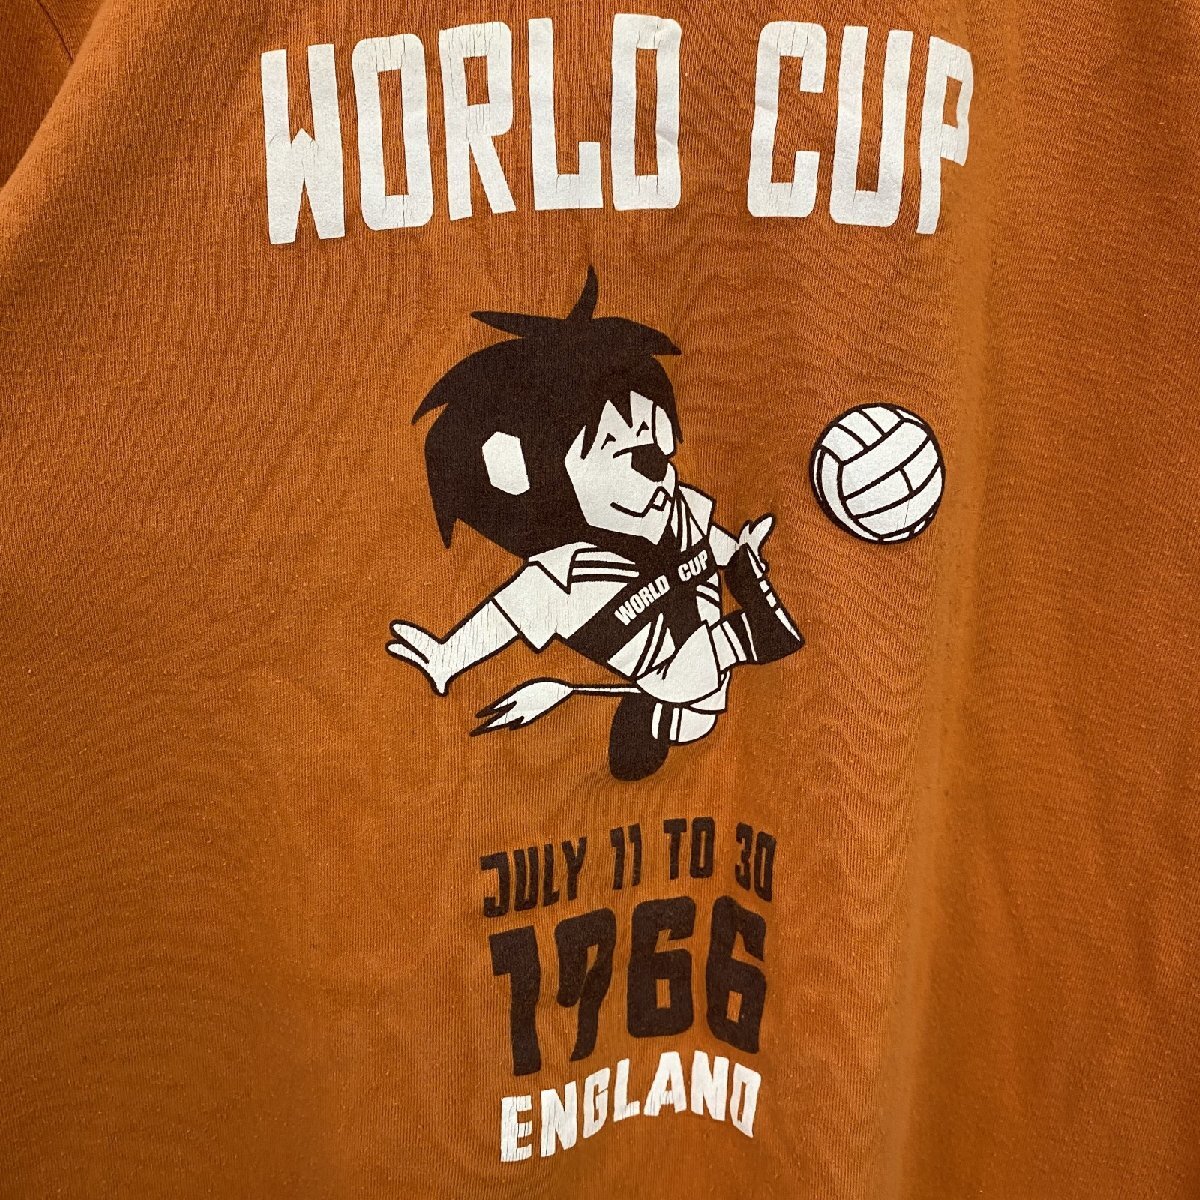 WORLD CUP
WORLD CUP
JULY 11 TO 30
1966
ENGLAND